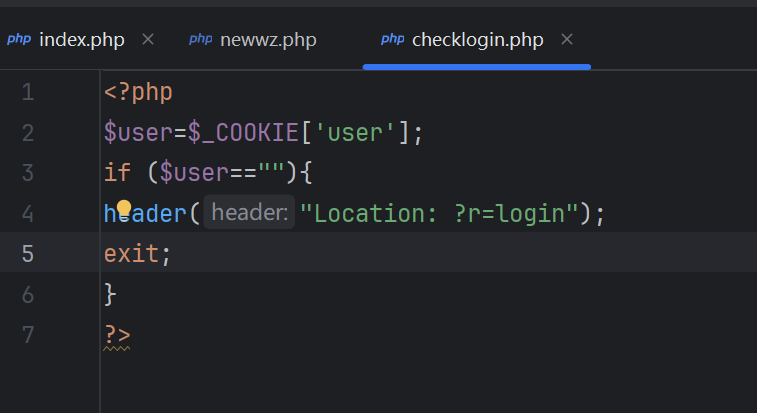 php index.php × php newwz.php php checklogin.php ×
1 <?php
2 $user=$_COOKIE['user'];
3 if ($user==""){
4 header( header: "Location: ?r=login");
5 exit;
6 }
7 ?>